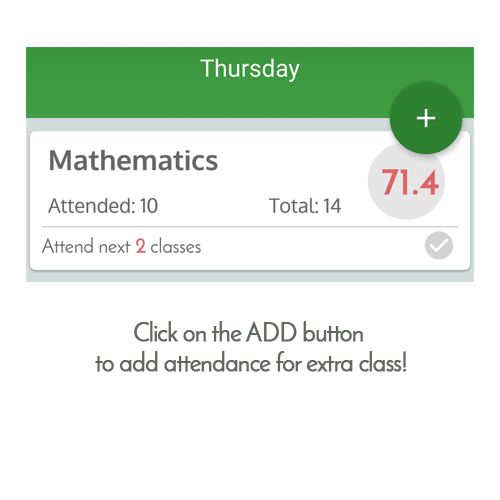 Thursday
+
Mathematics
71.4
Attended: 10 Total: 14
Attend next 2 classes
Click on the ADD button
to add attendance for extra class!